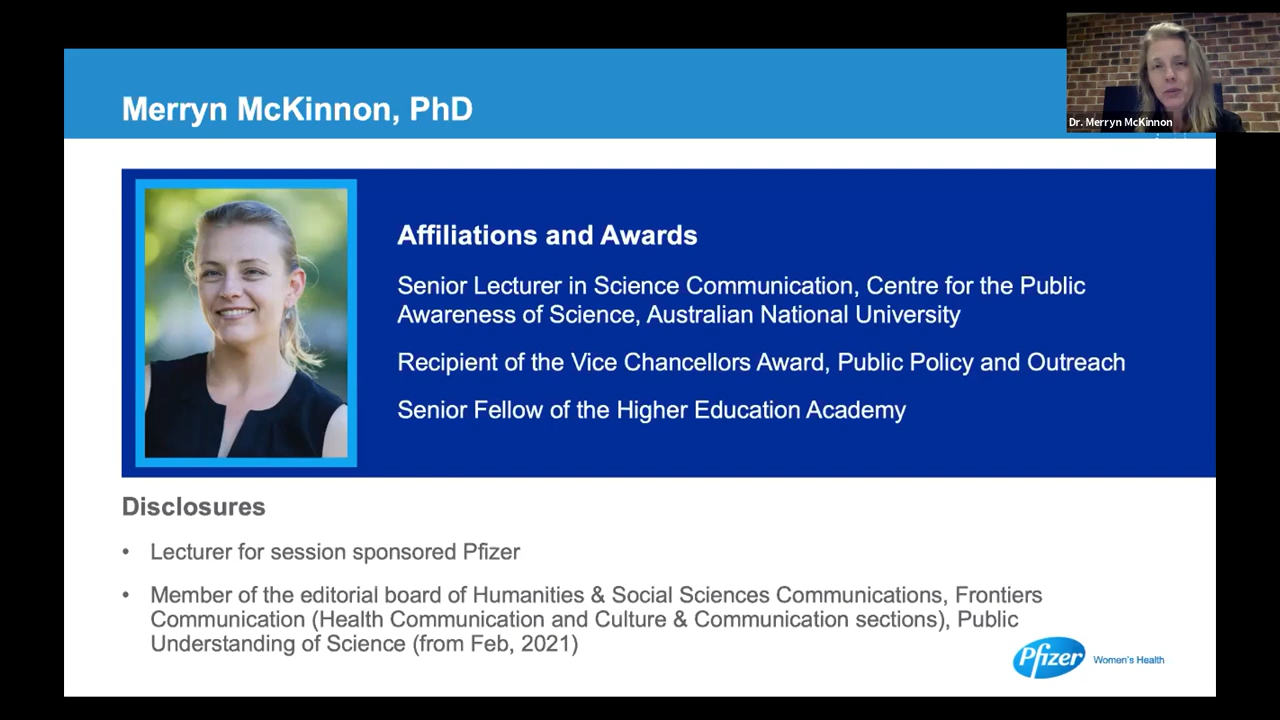 Merryn McKinnon, PhD
Dr. Merryn McKinnon
Affiliations and Awards
Senior Lecturer in Science Communication, Centre for the Public
Awareness of Science, Australian National University
Recipient of the Vice Chancellors Award, Public Policy and Outreach
Senior Fellow of the Higher Education Academy
Disclosures
• Lecturer for session sponsored Pfizer
• Member of the editorial board of Humanities & Social Sciences Communications, Frontiers
Communication (Health Communication and Culture & Communication sections), Public
Understanding of Science (from Feb, 2021)
Pfizer Women's Health